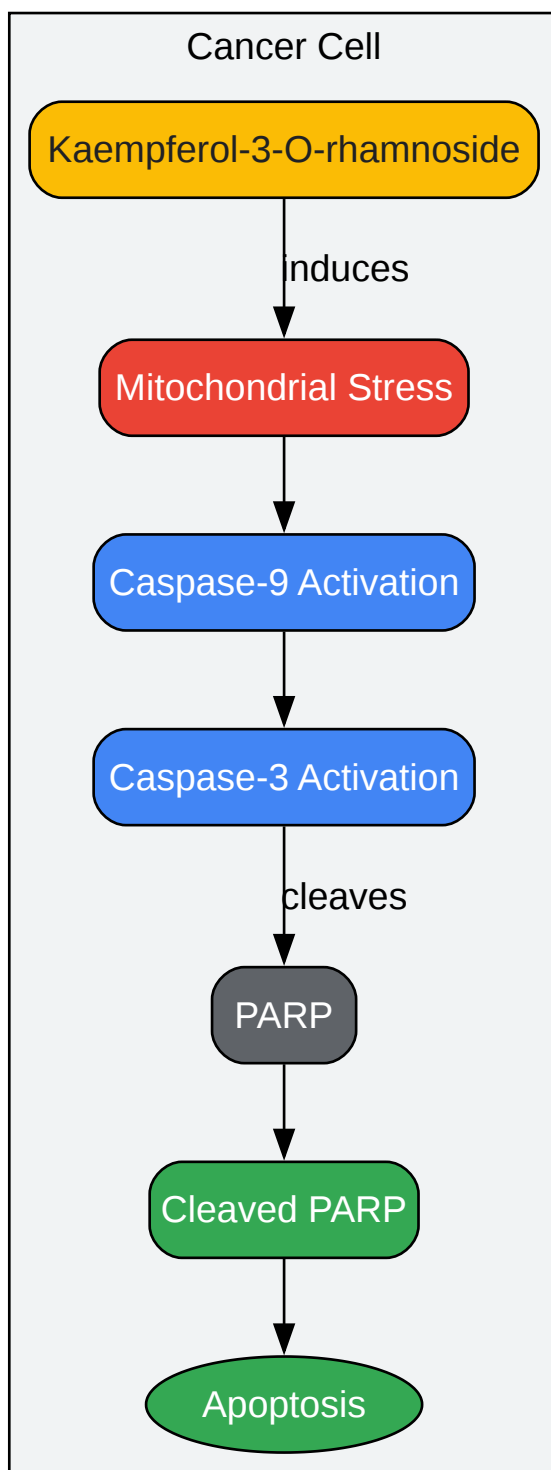 Cancer Cell
Kaempferol-3-O-rhamnoside
induces
Mitochondrial Stress
Caspase-9 Activation
Caspase-3 Activation
cleaves
PARP
Cleaved PARP
Apoptosis